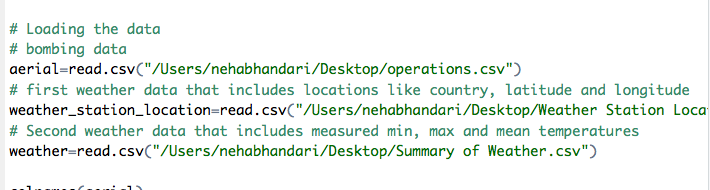 # Loading the data
# bombing data
aerial=read.csv("/Users/nehabhandari/Desktop/operations.csv")
# first weather data that includes locations like country, latitude and longitude
weather_station_location=read.csv("/Users/nehabhandari/Desktop/Weather Station Loca
# Second weather data that includes measured min, max and mean temperatures
weather=read.csv("/Users/nehabhandari/Desktop/Summary of Weather.csv")